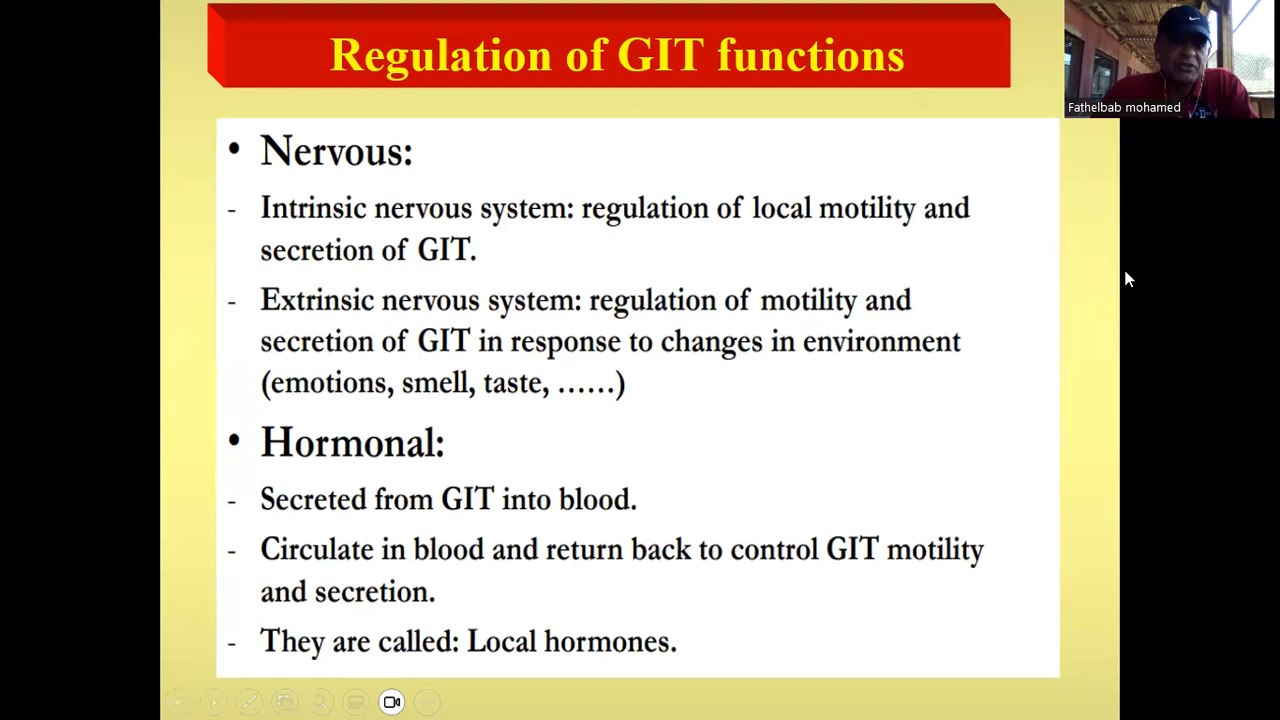 Regulation of GIT functions
Fathelbab mohamed
• Nervous:
- Intrinsic nervous system: regulation of local motility and
secretion of GIT.
- Extrinsic nervous system: regulation of motility and
secretion of GIT in response to changes in environment
(emotions, smell, taste, ……)
• Hormonal:
- Secreted from GIT into blood.
- Circulate in blood and return back to control GIT motility
and secretion.
- They are called: Local hormones.